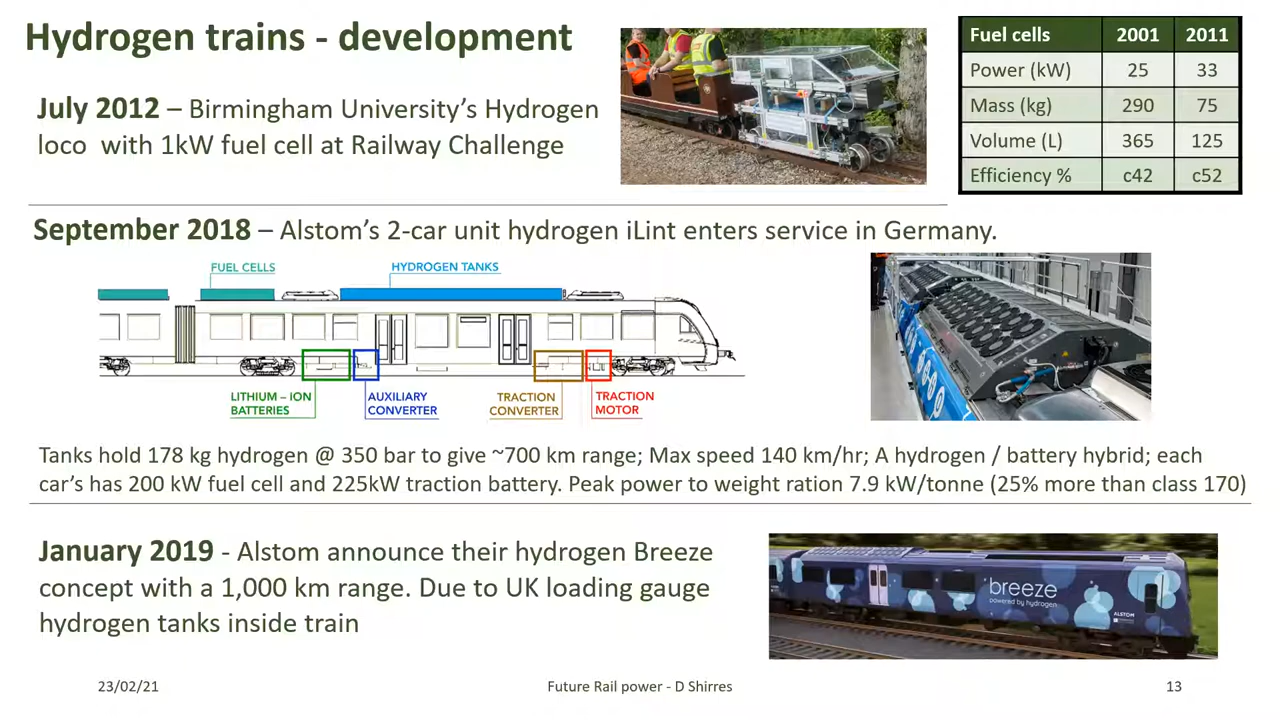 Hydrogen trains - development
July 2012 – Birmingham University’s Hydrogen
loco with 1kW fuel cell at Railway Challenge
Fuel cells 2001 2011
Power (kW) 25 33
Mass (kg) 290 75
Volume (L) 365 125
Efficiency % c42 c52
September 2018 – Alstom’s 2-car unit hydrogen iLint enters service in Germany.
FUEL CELLS
HYDROGEN TANKS
LITHIUM – ION
BATTERIES
AUXILIARY
CONVERTER
TRACTION
CONVERTER
TRACTION
MOTOR
Tanks hold 178 kg hydrogen @ 350 bar to give ~700 km range; Max speed 140 km/hr; A hydrogen / battery hybrid; each
car’s has 200 kW fuel cell and 225kW traction battery. Peak power to weight ration 7.9 kW/tonne (25% more than class 170)
January 2019 - Alstom announce their hydrogen Breeze
concept with a 1,000 km range. Due to UK loading gauge
hydrogen tanks inside train
breeze
powered by hydrogen
ALSTOM
23/02/21
Future Rail power - D Shirres
13